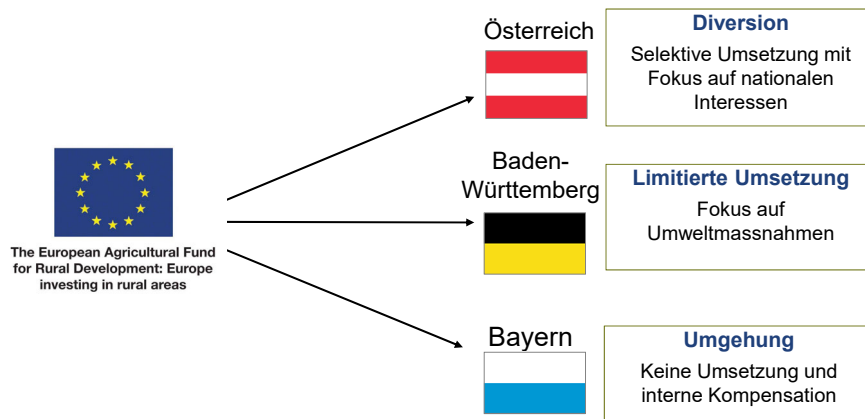 Österreich
Diversion
Selektive Umsetzung mit
Fokus auf nationalen
Interessen
The European Agricultural Fund
for Rural Development: Europe
investing in rural areas
Baden-
Württemberg
Limitierte Umsetzung
Fokus auf
Umweltmassnahmen
Bayern
Umgehung
Keine Umsetzung und
interne Kompensation